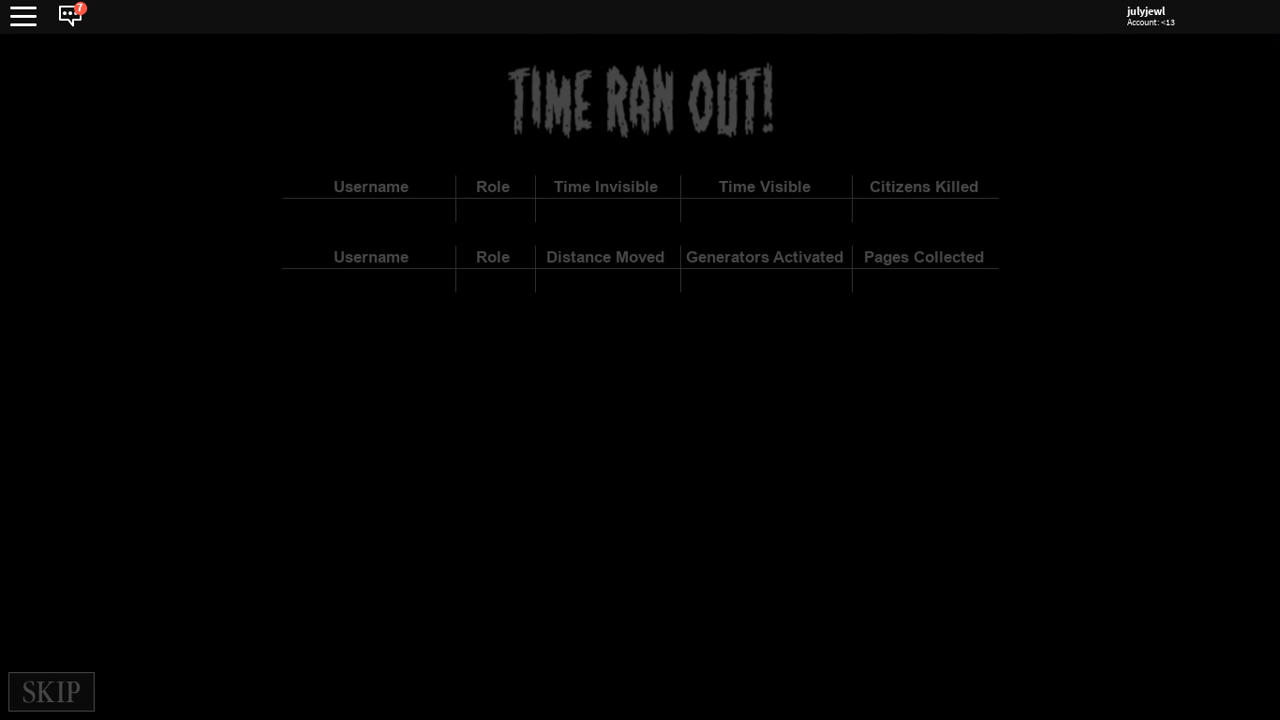 7
julyjewl
Account: <13
TIME RAN OUT!
Username Role Time Invisible Time Visible Citizens Killed
Username Role Distance Moved Generators Activated Pages Collected
SKIP